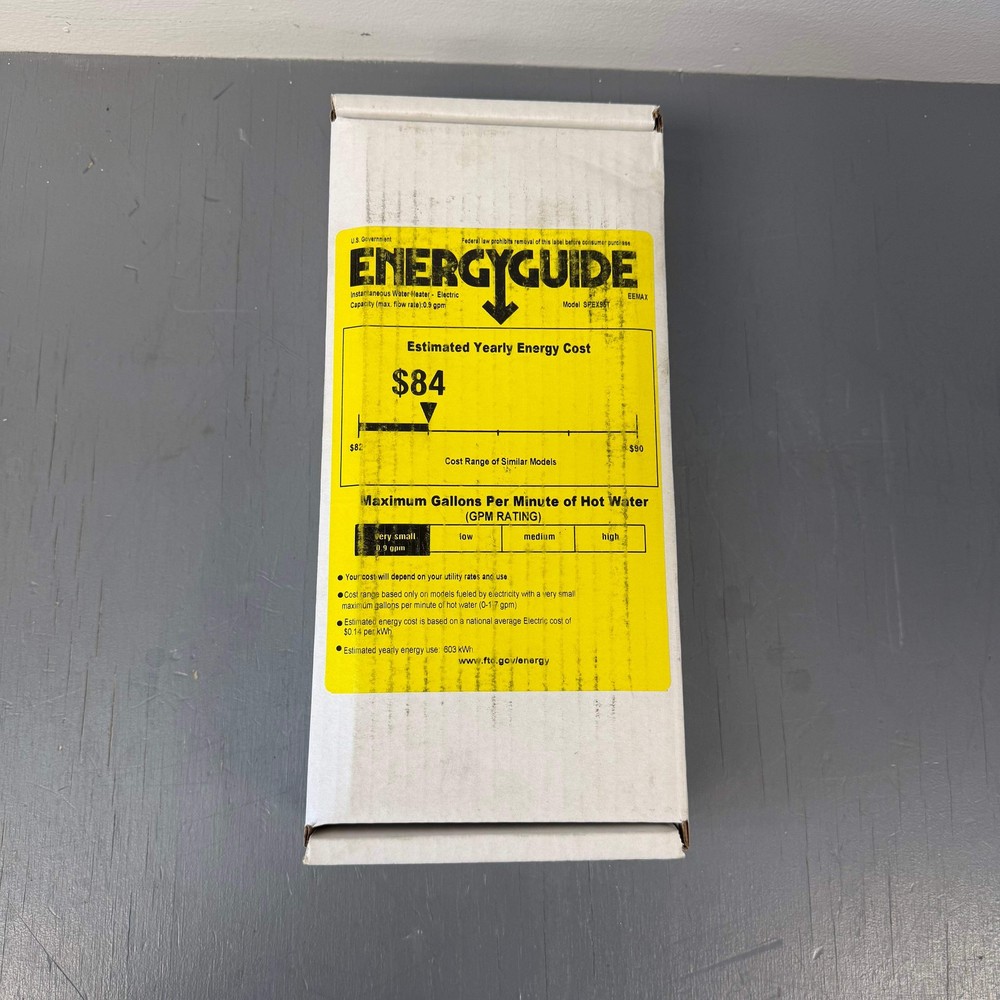 U.S. Government Federal law prohibits removal of this label before consumer purchase.
ENERGYGUIDE
Instantaneous Water Heater - Electric
Capacity (max. flow rate):0.9 gpm
EEMAX
Model SPEX95T
Estimated Yearly Energy Cost
$84
$82 $90
Cost Range of Similar Models
Maximum Gallons Per Minute of Hot Water
(GPM RATING)
very small low medium high
0.9 gpm
● Your cost will depend on your utility rates and use
● Cost range based only on models fueled by electricity with a very small
maximum gallons per minute of hot water (0-1.7 gpm)
● Estimated energy cost is based on a national average Electric cost of
$0.14 per kWh
● Estimated yearly energy use: 603 kWh
www.ftc.gov/energy